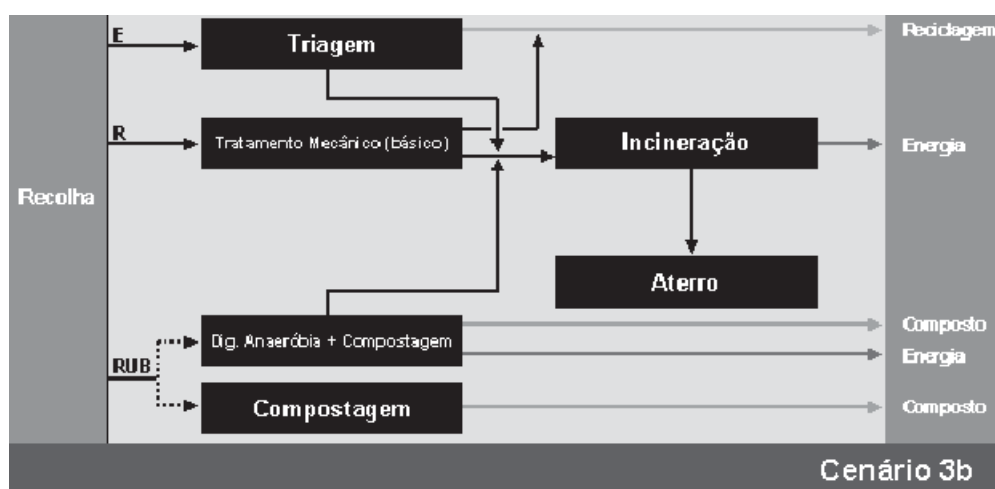 E
Triagem
Reciclagem
R
Tratamento Mecânico (básico)
Incineração
Energia
Recolha
Aterro
Dig. Anaeróbia + Compostagem
Composto
Energia
RUB
Compostagem
Composto
Cenário 3b